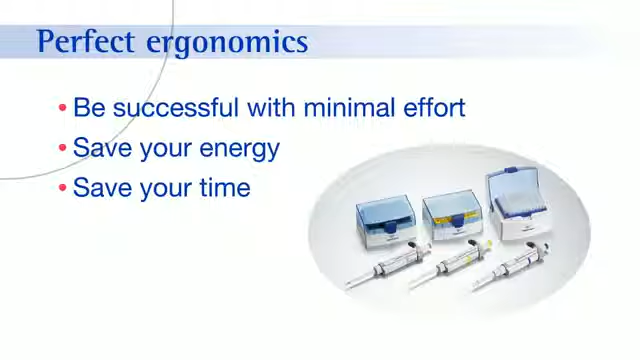 Perfect ergonomics
• Be successful with minimal effort
• Save your energy
• Save your time